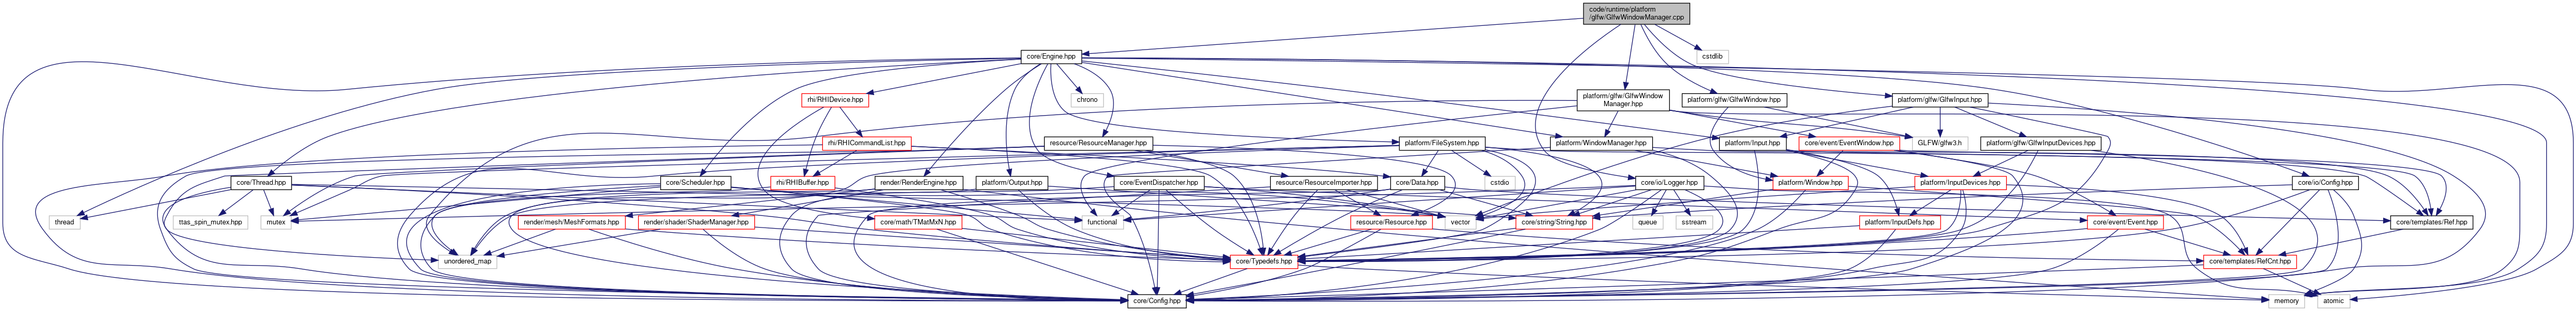 code/runtime/platform
/glfw/GlfwWindowManager.cpp
core/Engine.hpp
cstdlib
rhi/RHIDevice.hpp
chrono
platform/glfw/GlfwWindow
Manager.hpp
platform/glfw/GlfwWindow.hpp
platform/glfw/GlfwInput.hpp
rhi/RHICommandList.hpp
resource/ResourceManager.hpp
platform/FileSystem.hpp
platform/WindowManager.hpp
platform/Input.hpp
core/event/EventWindow.hpp
GLFW/glfw3.h
platform/glfw/GlfwInputDevices.hpp
core/Thread.hpp
core/Scheduler.hpp
rhi/RHIBuffer.hpp
render/RenderEngine.hpp
platform/Output.hpp
core/EventDispatcher.hpp
resource/ResourceImporter.hpp
core/Data.hpp
cstdio
core/io/Logger.hpp
platform/Window.hpp
platform/InputDevices.hpp
core/io/Config.hpp
thread
ttas_spin_mutex.hpp
mutex
render/mesh/MeshFormats.hpp
render/shader/ShaderManager.hpp
core/math/TMatMxN.hpp
functional
resource/Resource.hpp
vector
core/string/String.hpp
queue
sstream
platform/InputDefs.hpp
core/event/Event.hpp
core/templates/Ref.hpp
unordered_map
core/Typedefs.hpp
core/templates/RefCnt.hpp
core/Config.hpp
memory
atomic